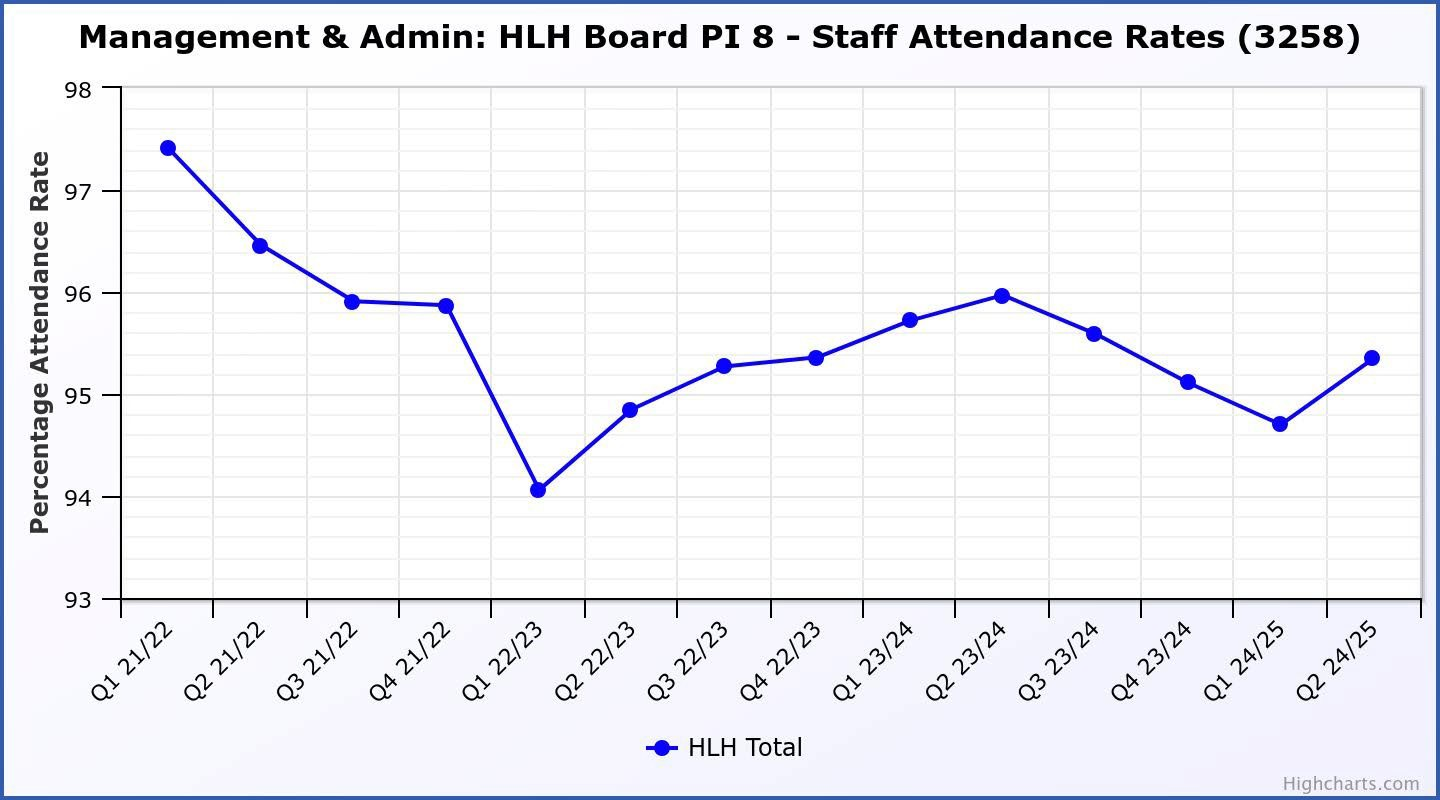 Management & Admin: HLH Board PI 8 - Staff Attendance Rates (3258)
Percentage Attendance Rate
98
97
96
95
94
93
Q1 21/22
Q2 21/22
Q3 21/22
Q4 21/22
Q1 22/23
Q2 22/23
Q3 22/23
Q4 22/23
Q1 23/24
Q2 23/24
Q3 23/24
Q4 23/24
Q1 24/25
Q2 24/25
HLH Total
Highcharts.com